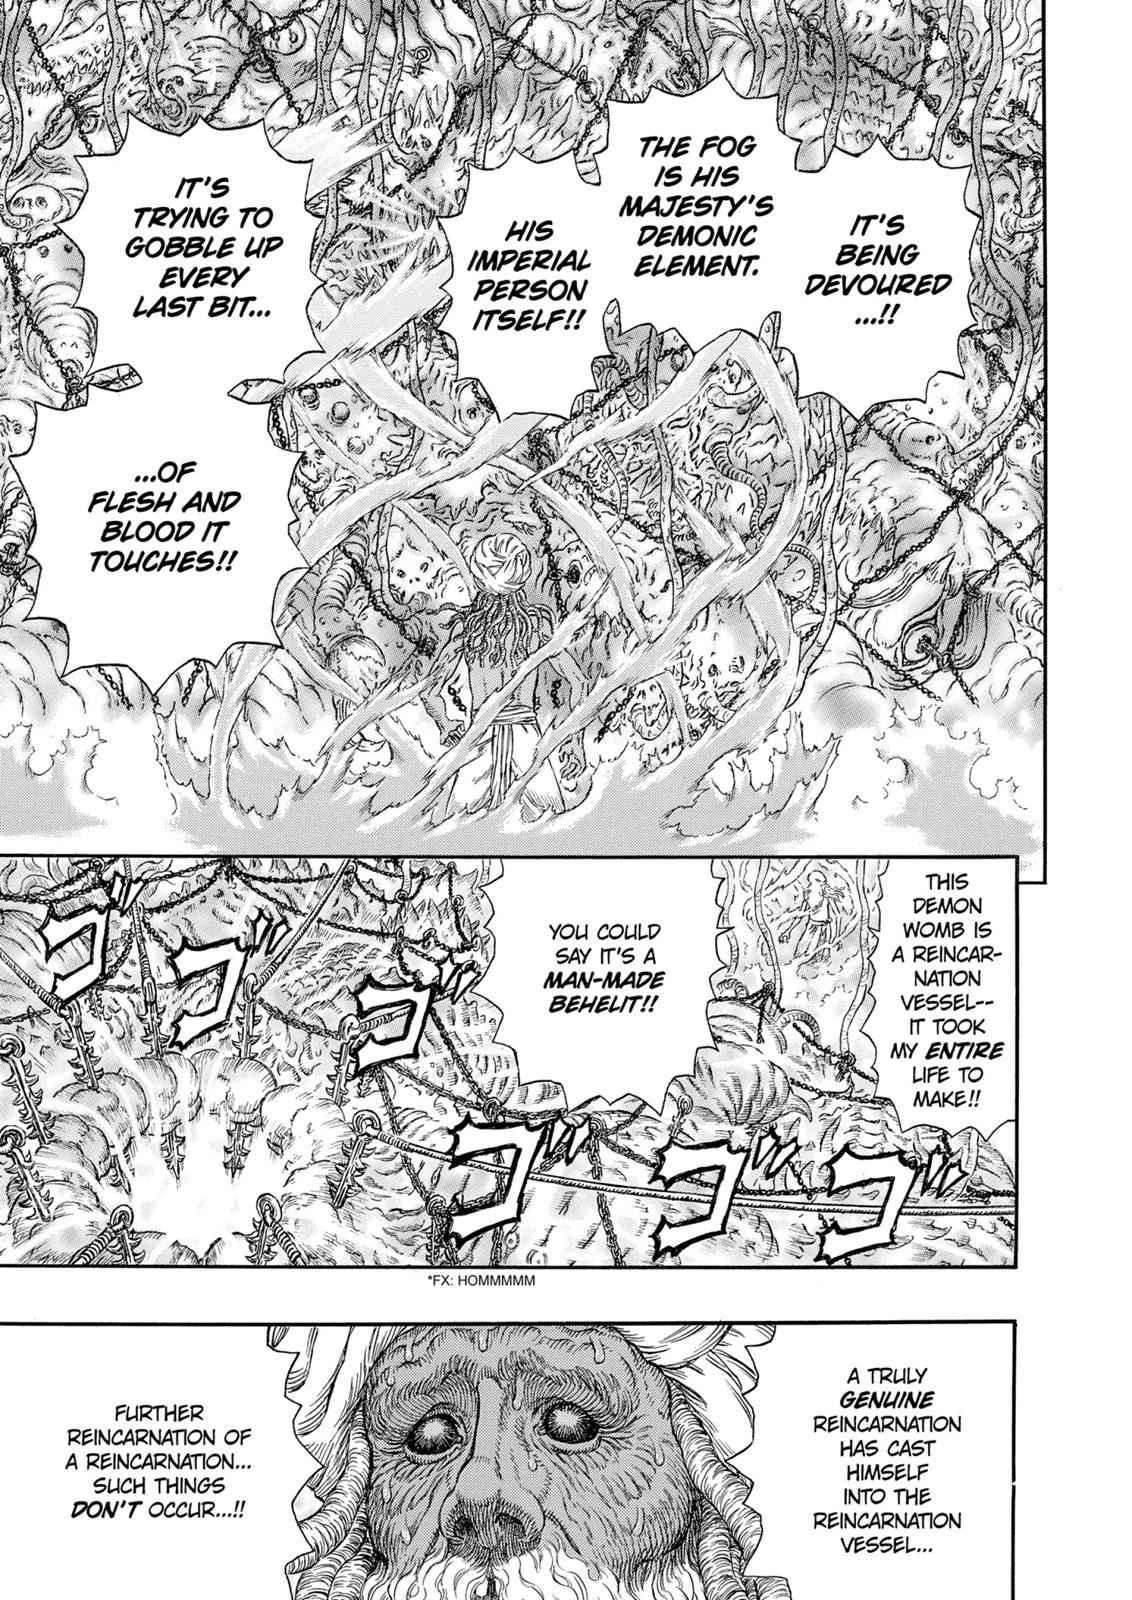 IT'S
BEING
DEVOURED
...!!
THE FOG
IS HIS
MAJESTY'S
DEMONIC
ELEMENT.
HIS
IMPERIAL
PERSON
ITSELF!!
IT'S
TRYING TO
GOBBLE UP
EVERY
LAST BIT...
...OF
FLESH AND
BLOOD IT
TOUCHES!!
THIS
DEMON
WOMB IS
A REINCAR-
NATION
VESSEL--
IT TOOK
MY ENTIRE
LIFE TO
MAKE!!
YOU COULD
SAY IT'S A
MAN-MADE
BEHELIT!!
ゴゴゴ
ゴゴゴ
*FX: HOMMMMM
A TRULY
GENUINE
REINCARNATION
HAS CAST
HIMSELF
INTO THE
REINCARNATION
VESSEL...
FURTHER
REINCARNATION OF
A REINCARNATION...
SUCH THINGS
DON'T OCCUR...!!